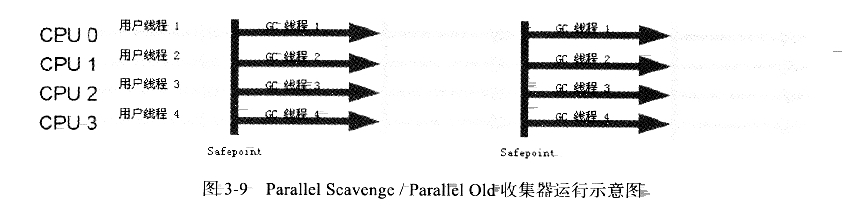 CPU 0 用户线程 1 GC 线程 1 GC 线程 1
CPU 1 用户线程 2 GC 线程 2 GC 线程 2
CPU 2 用户线程 3 GC 线程 3 GC 线程 3
CPU 3 用户线程 4 GC 线程 4 GC 线程 4
Safepoint Safepoint
图 3-9 Parallel Scavenge / Parallel Old 收集器运行示意图